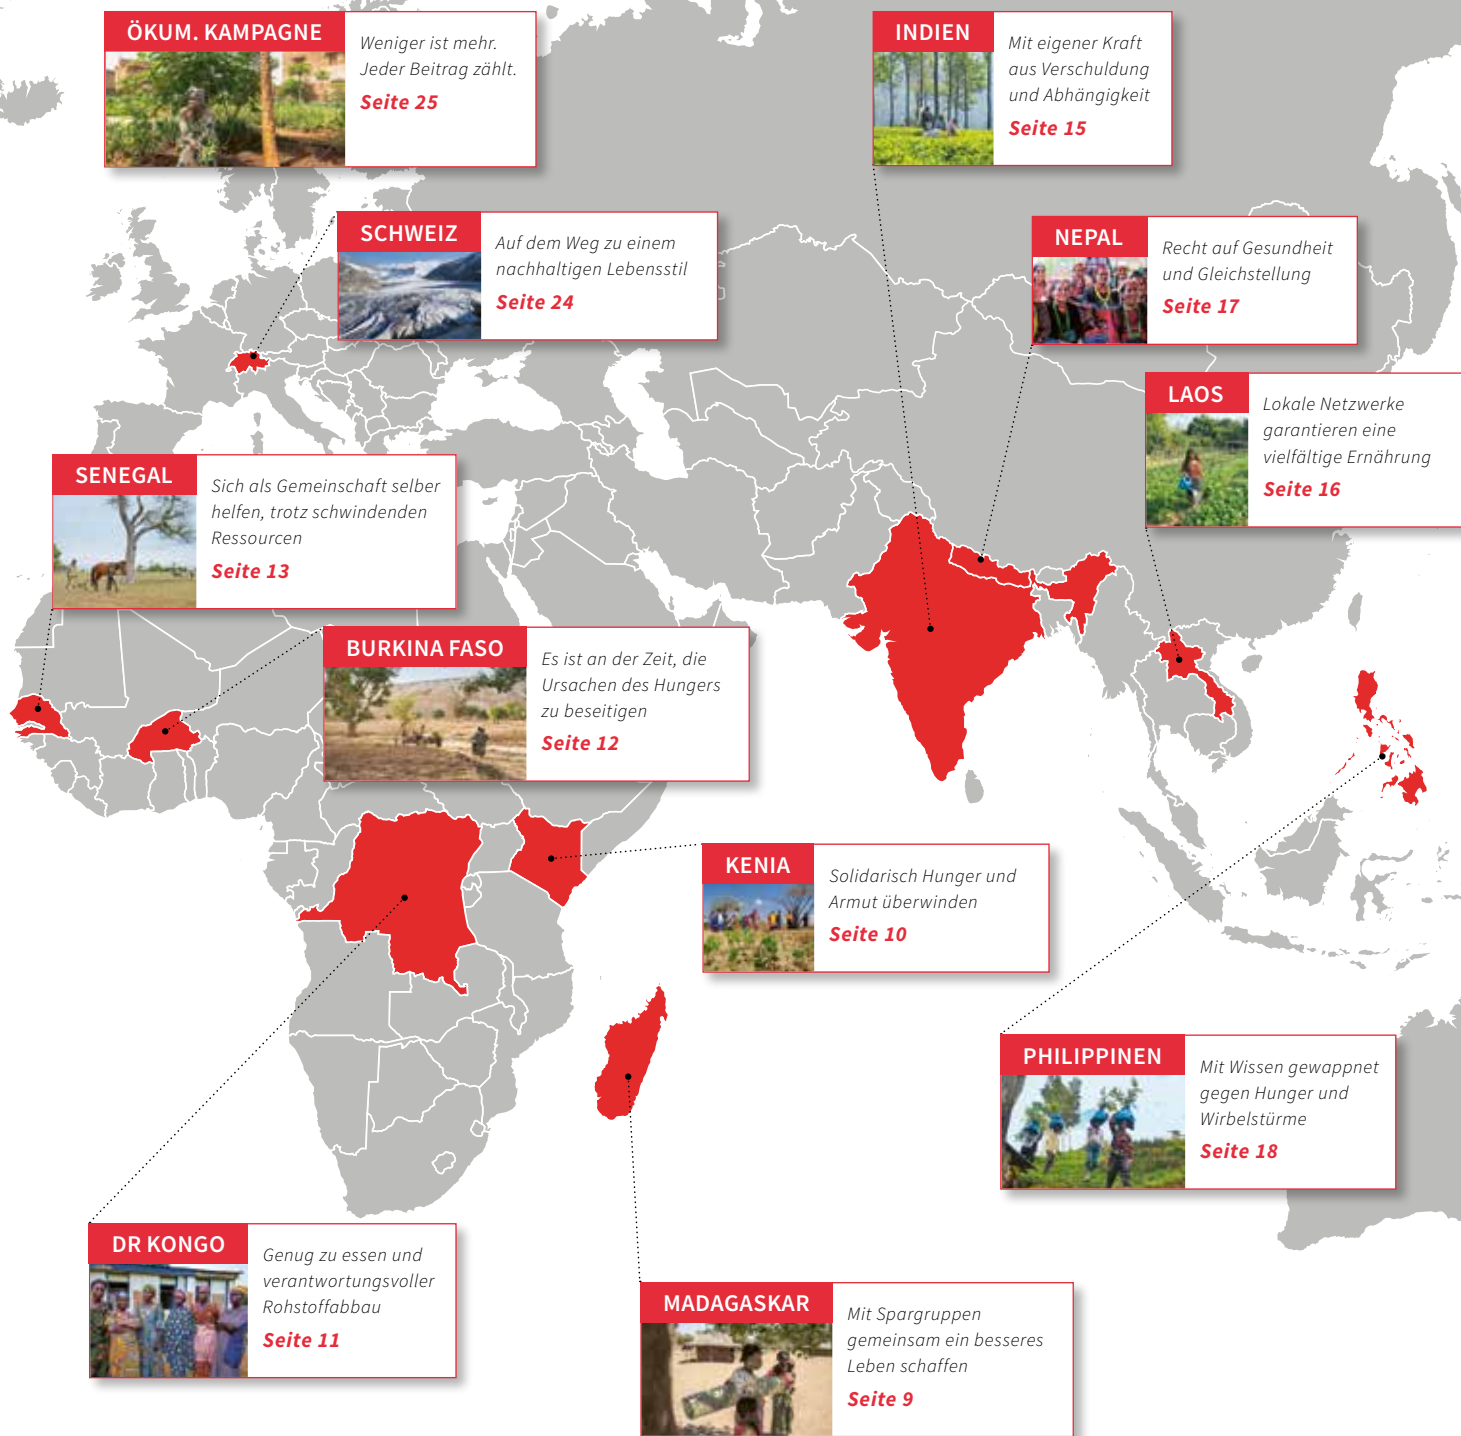 ÖKUM. KAMPAGNE
Weniger ist mehr.
Jeder Beitrag zählt.
Seite 25
INDIEN
Mit eigener Kraft
aus Verschuldung
und Abhängigkeit
Seite 15
SCHWEIZ
Auf dem Weg zu einem
nachhaltigen Lebensstil
Seite 24
NEPAL
Recht auf Gesundheit
und Gleichstellung
Seite 17
LAOS
Lokale Netzwerke
garantieren eine
vielfältige Ernährung
Seite 16
SENEGAL
Sich als Gemeinschaft selber
helfen, trotz schwindenden
Ressourcen
Seite 13
BURKINA FASO
Es ist an der Zeit, die
Ursachen des Hungers
zu beseitigen
Seite 12
KENIA
Solidarisch Hunger und
Armut überwinden
Seite 10
PHILIPPINEN
Mit Wissen gewappnet
gegen Hunger und
Wirbelstürme
Seite 18
DR KONGO
Genug zu essen und
verantwortungsvoller
Rohstoffabbau
Seite 11
MADAGASKAR
Mit Spargruppen
gemeinsam ein besseres
Leben schaffen
Seite 9